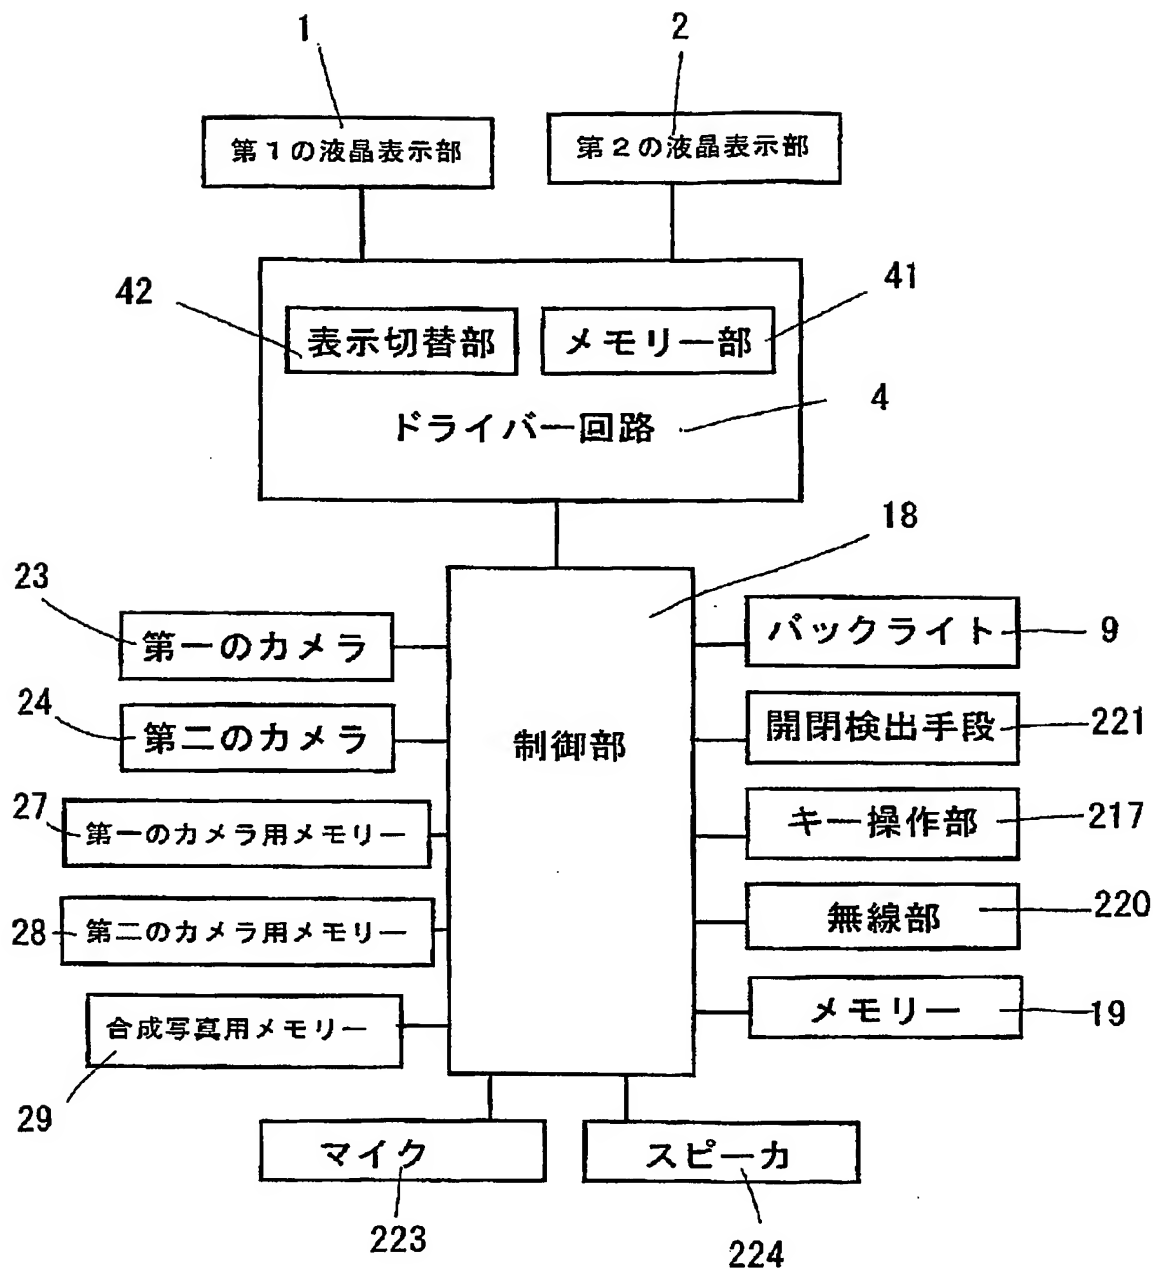 1
2
第1の液晶表示部
第2の液晶表示部
42
41
表示切替部
メモリー部
4
ドライバー回路
18
23
第一のカメラ
バックライト
9
24
第二のカメラ
制御部
開閉検出手段
221
27
第一のカメラ用メモリー
キー操作部
217
28
第二のカメラ用メモリー
無線部
220
合成写真用メモリー
メモリー
19
29
マイク
スピーカ
223
224